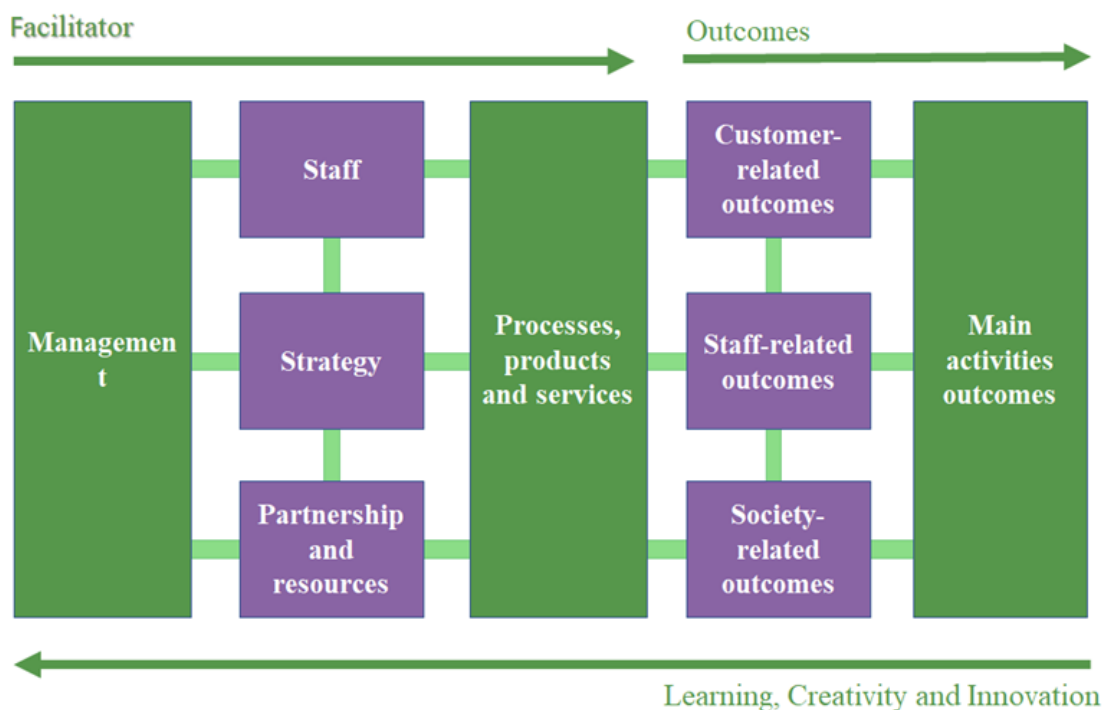 Facilitator
Outcomes
Managemen
t
Staff
Strategy
Partnership
and
resources
Processes,
products
and services
Customer-
related
outcomes
Staff-related
outcomes
Society-
related
outcomes
Main
activities
outcomes
Learning, Creativity and Innovation